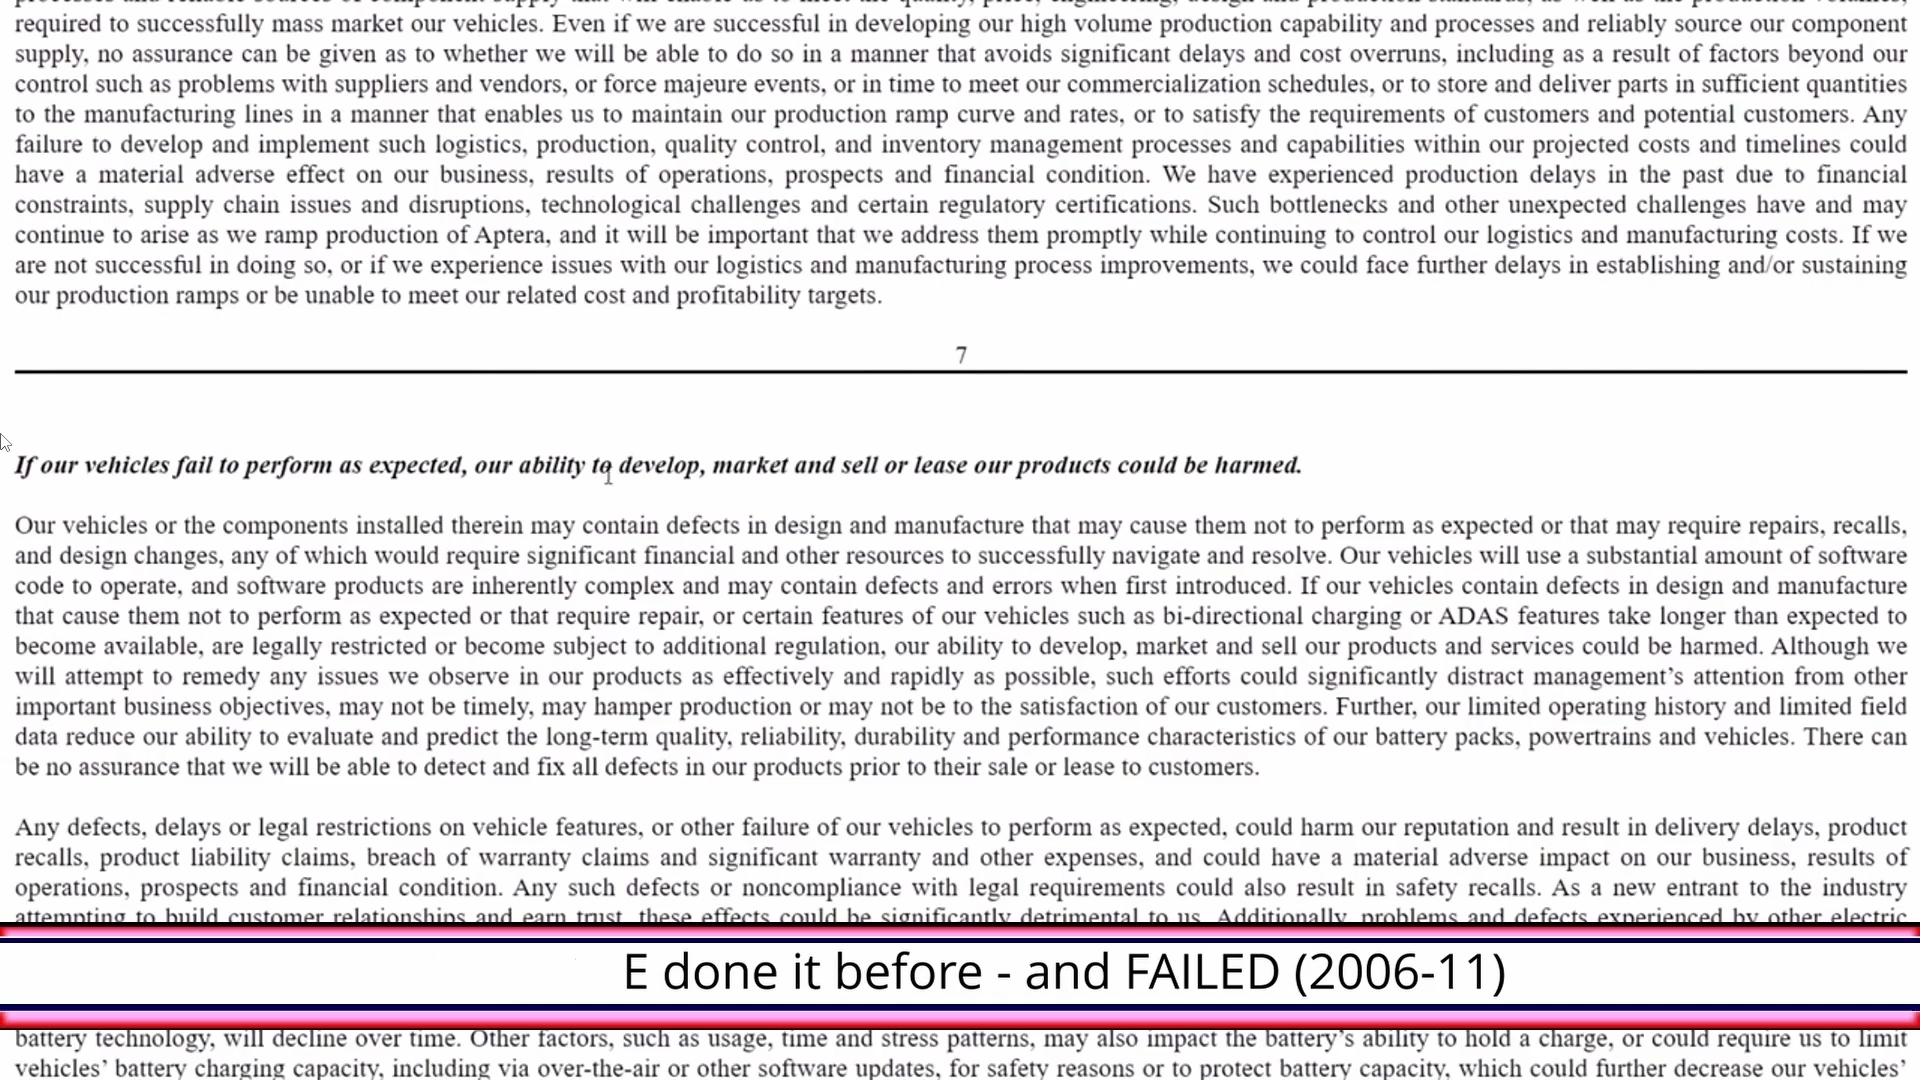 required to successfully mass market our vehicles. Even if we are successful in developing our high volume production capability and processes and reliably source our component
supply, no assurance can be given as to whether we will be able to do so in a manner that avoids significant delays and cost overruns, including as a result of factors beyond our
control such as problems with suppliers and vendors, or force majeure events, or in time to meet our commercialization schedules, or to store and deliver parts in sufficient quantities
to the manufacturing lines in a manner that enables us to maintain our production ramp curve and rates, or to satisfy the requirements of customers and potential customers. Any
failure to develop and implement such logistics, production, quality control, and inventory management processes and capabilities within our projected costs and timelines could
have a material adverse effect on our business, results of operations, prospects and financial condition. We have experienced production delays in the past due to financial
constraints, supply chain issues and disruptions, technological challenges and certain regulatory certifications. Such bottlenecks and other unexpected challenges have and may
continue to arise as we ramp production of Aptera, and it will be important that we address them promptly while continuing to control our logistics and manufacturing costs. If we
are not successful in doing so, or if we experience issues with our logistics and manufacturing process improvements, we could face further delays in establishing and/or sustaining
our production ramps or be unable to meet our related cost and profitability targets.
7
If our vehicles fail to perform as expected, our ability to develop, market and sell or lease our products could be harmed.
Our vehicles or the components installed therein may contain defects in design and manufacture that may cause them not to perform as expected or that may require repairs, recalls,
and design changes, any of which would require significant financial and other resources to successfully navigate and resolve. Our vehicles will use a substantial amount of software
code to operate, and software products are inherently complex and may contain defects and errors when first introduced. If our vehicles contain defects in design and manufacture
that cause them not to perform as expected or that require repair, or certain features of our vehicles such as bi-directional charging or ADAS features take longer than expected to
become available, are legally restricted or become subject to additional regulation, our ability to develop, market and sell our products and services could be harmed. Although we
will attempt to remedy any issues we observe in our products as effectively and rapidly as possible, such efforts could significantly distract management's attention from other
important business objectives, may not be timely, may hamper production or may not be to the satisfaction of our customers. Further, our limited operating history and limited field
data reduce our ability to evaluate and predict the long-term quality, reliability, durability and performance characteristics of our battery packs, powertrains and vehicles. There can
be no assurance that we will be able to detect and fix all defects in our products prior to their sale or lease to customers.
Any defects, delays or legal restrictions on vehicle features, or other failure of our vehicles to perform as expected, could harm our reputation and result in delivery delays, product
recalls, product liability claims, breach of warranty claims and significant warranty and other expenses, and could have a material adverse impact on our business, results of
operations, prospects and financial condition. Any such defects or noncompliance with legal requirements could also result in safety recalls. As a new entrant to the industry
attempting to build customer relationships and earn trust, these effects could be significantly detrimental to us. Additionally, problems and defects experienced by other electric
E done it before - and FAILED (2006-11)
battery technology, will decline over time. Other factors, such as usage, time and stress patterns, may also impact the battery's ability to hold a charge, or could require us to limit
vehicles' battery charging capacity, including via over-the-air or other software updates, for safety reasons or to protect battery capacity, which could further decrease our vehicles'